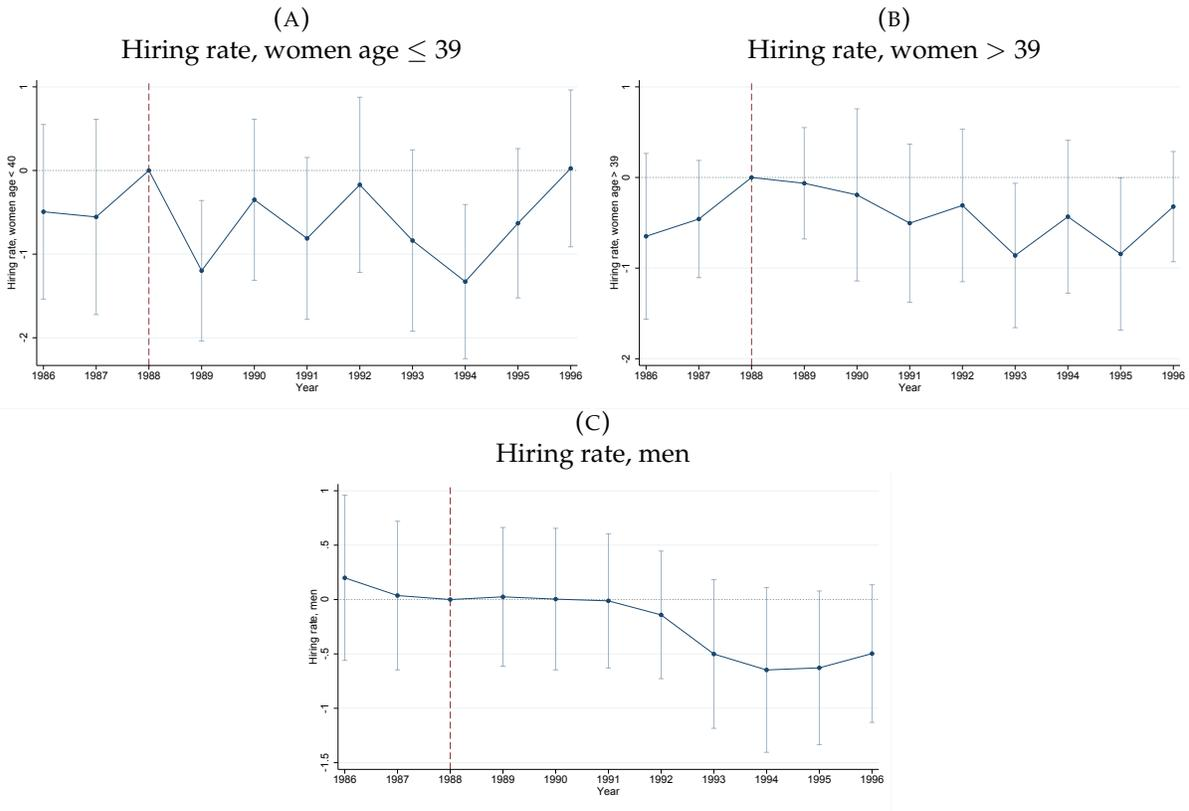 (A)
Hiring rate, women age ≤ 39
Hiring rate, women age < 40
1
0
-1
-2
1986 1987 1988 1989 1990 1991 1992 1993 1994 1995 1996
Year
(B)
Hiring rate, women > 39
Hiring rate, women age> 39
1
0
-1
-2
1986 1987 1988 1989 1990 1991 1992 1993 1994 1995 1996
Year
(C)
Hiring rate, men
Hiring rate, men
1
.5
0
-.5
-1
-1.5
1986 1987 1988 1989 1990 1991 1992 1993 1994 1995 1996
Year